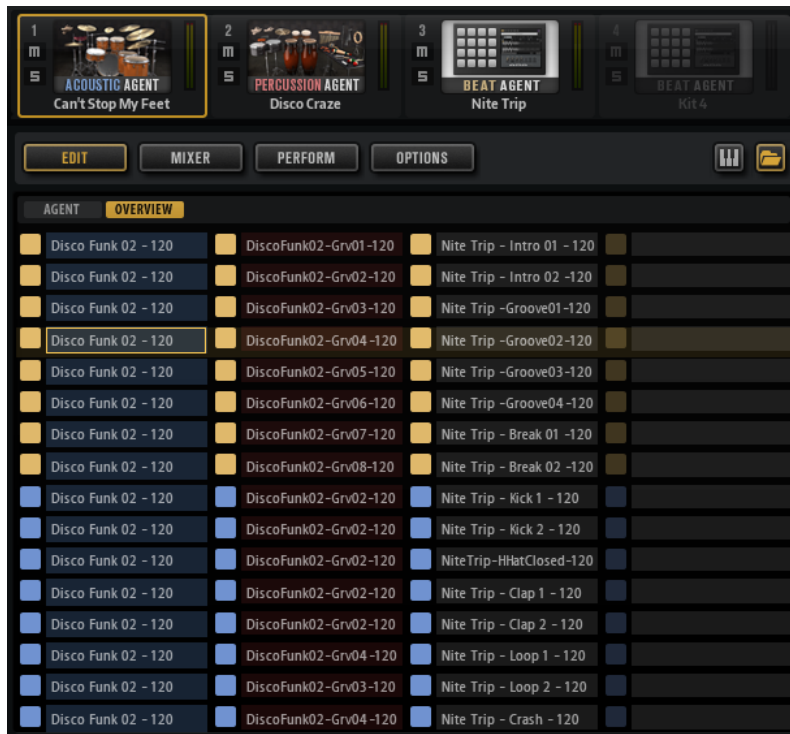 1 2 3 4
m m m m
S S S S
ACOUSTIC AGENT PERCUSSION AGENT BEAT AGENT BEAT AGENT
Can't Stop My Feet Disco Craze Nite Trip Kit 4
EDIT MIXER PERFORM OPTIONS
AGENT OVERVIEW
Disco Funk 02 - 120 DiscoFunk02-Grv01-120 Nite Trip - Intro 01 - 120
Disco Funk 02 - 120 DiscoFunk02-Grv02-120 Nite Trip - Intro 02 -120
Disco Funk 02 - 120 DiscoFunk02-Grv03-120 Nite Trip -Groove01-120
Disco Funk 02 - 120 DiscoFunk02-Grv04-120 Nite Trip -Groove02-120
Disco Funk 02 - 120 DiscoFunk02-Grv05-120 Nite Trip -Groove03-120
Disco Funk 02 - 120 DiscoFunk02-Grv06-120 Nite Trip -Groove04-120
Disco Funk 02 - 120 DiscoFunk02-Grv07-120 Nite Trip - Break 01 -120
Disco Funk 02 - 120 DiscoFunk02-Grv08-120 Nite Trip - Break 02 -120
Disco Funk 02 - 120 DiscoFunk02-Grv02-120 Nite Trip - Kick 1 - 120
Disco Funk 02 - 120 DiscoFunk02-Grv02-120 Nite Trip - Kick 2 - 120
Disco Funk 02 - 120 DiscoFunk02-Grv02-120 NiteTrip-HHatClosed-120
Disco Funk 02 - 120 DiscoFunk02-Grv02-120 Nite Trip - Clap 1 - 120
Disco Funk 02 - 120 DiscoFunk02-Grv02-120 Nite Trip - Clap 2 - 120
Disco Funk 02 - 120 DiscoFunk02-Grv04-120 Nite Trip - Loop 1 - 120
Disco Funk 02 - 120 DiscoFunk02-Grv03-120 Nite Trip - Loop 2 - 120
Disco Funk 02 - 120 DiscoFunk02-Grv04-120 Nite Trip - Crash - 120